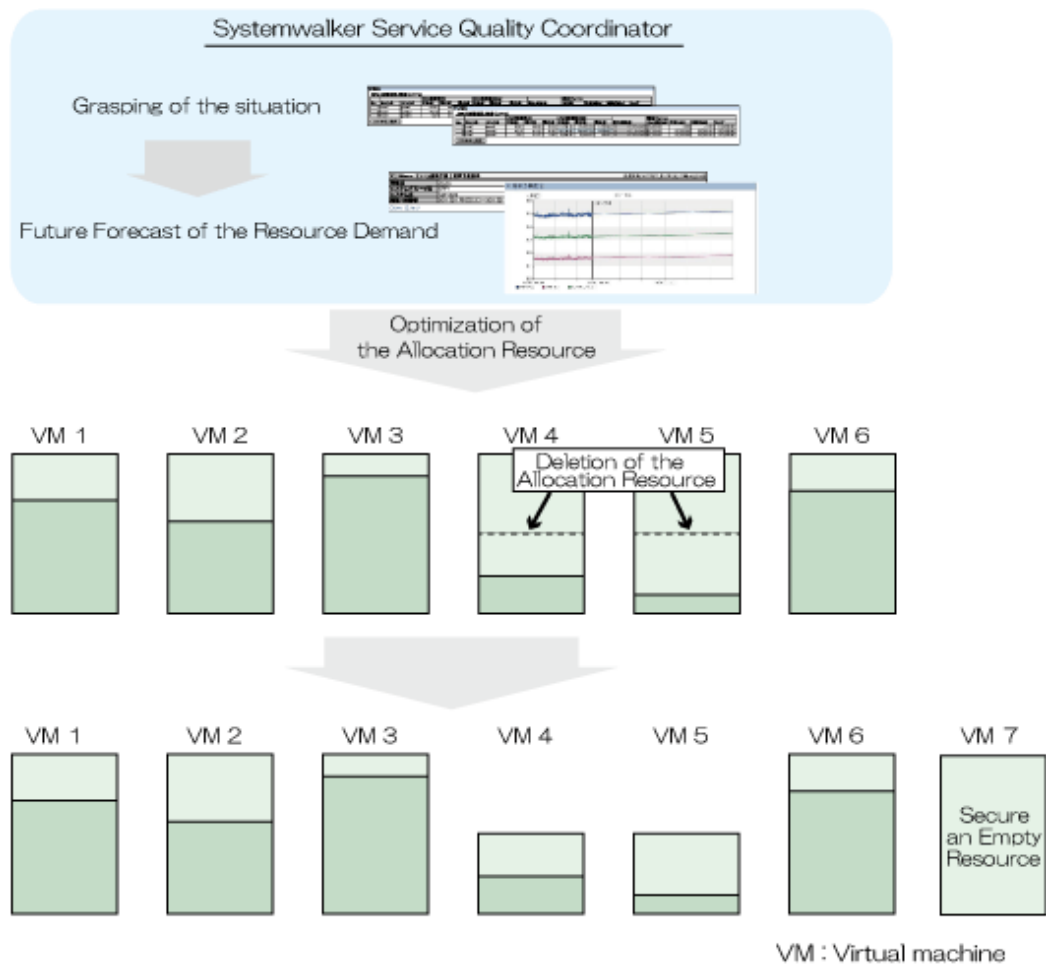 Systemwalker Service Quality Coordinator
Grasping of the situation
Future Forecast of the Resource Demand
Optimization of
the Allocation Resource
VM 1 VM 2 VM 3 VM 4 VM 5 VM 6
Deletion of the
Allocation Resource
VM 1 VM 2 VM 3 VM 4 VM 5 VM 6 VM 7
Secure
an Empty
Resource
VM : Virtual machine